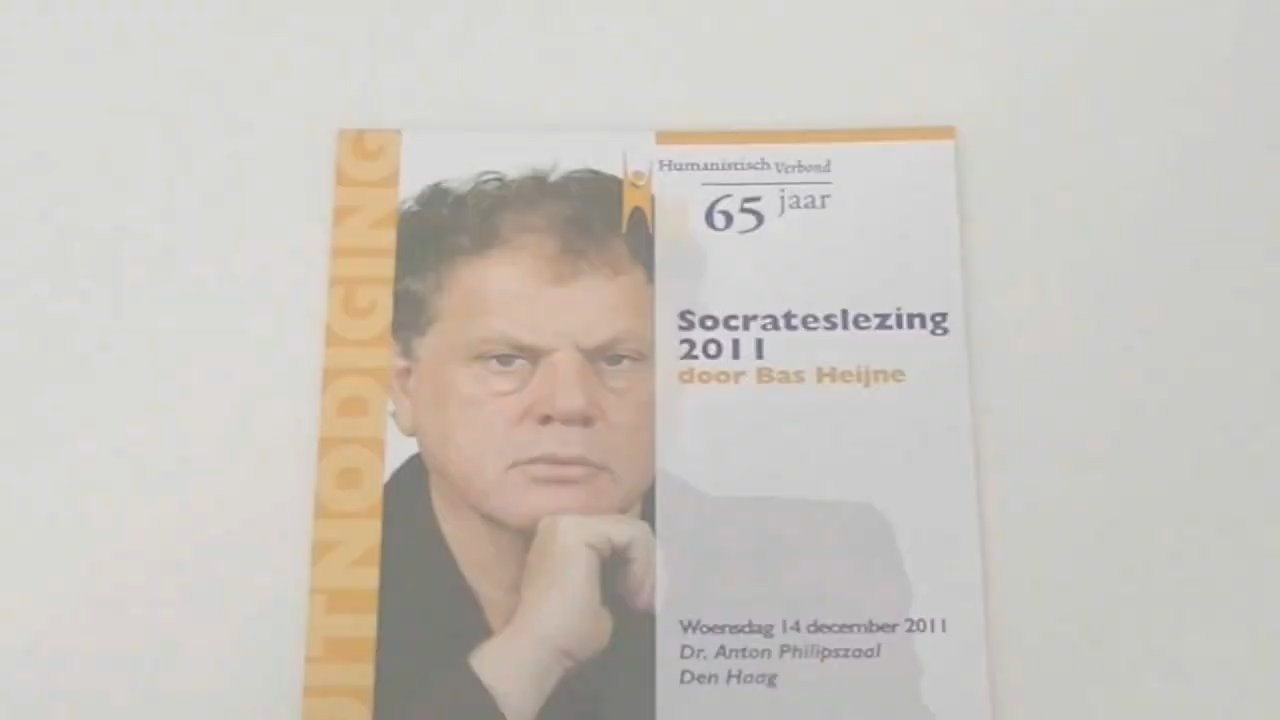 UITNODIGING
Humanistisch Verbond
65 jaar
Socrateslezing
2011
door Bas Heijne
Woensdag 14 december 2011
Dr. Anton Philipszaal
Den Haag